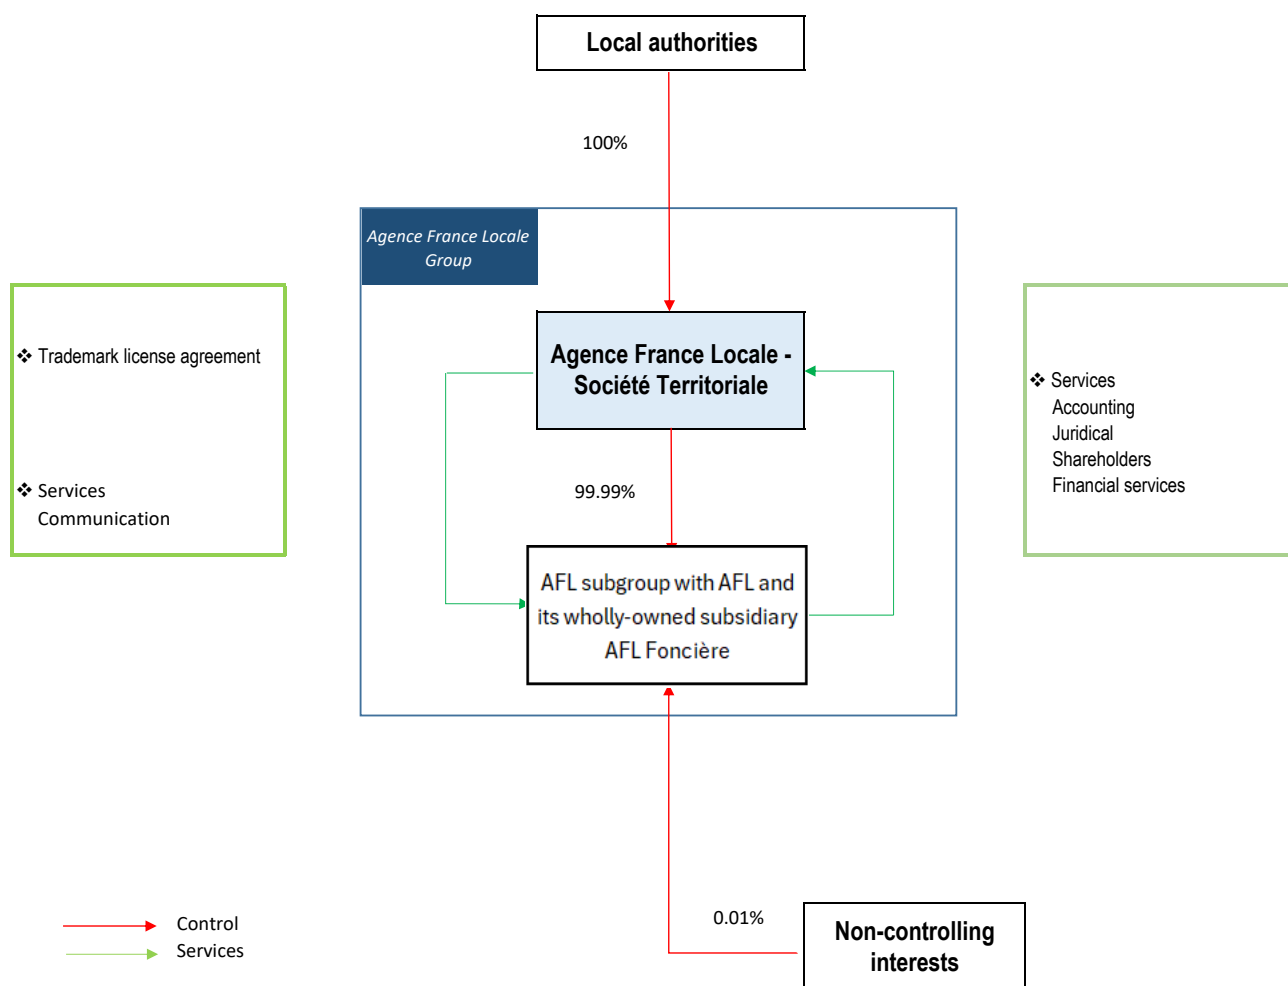 Local authorities
100%
Agence France Locale
Group
❖ Trademark license agreement
❖ Services
Communication
Agence France Locale -
Société Territoriale
❖ Services
Accounting
Juridical
Shareholders
Financial services
99.99%
AFL subgroup with AFL and
its wholly-owned subsidiary
AFL Foncière
0.01%
Non-controlling
interests
Control
Services